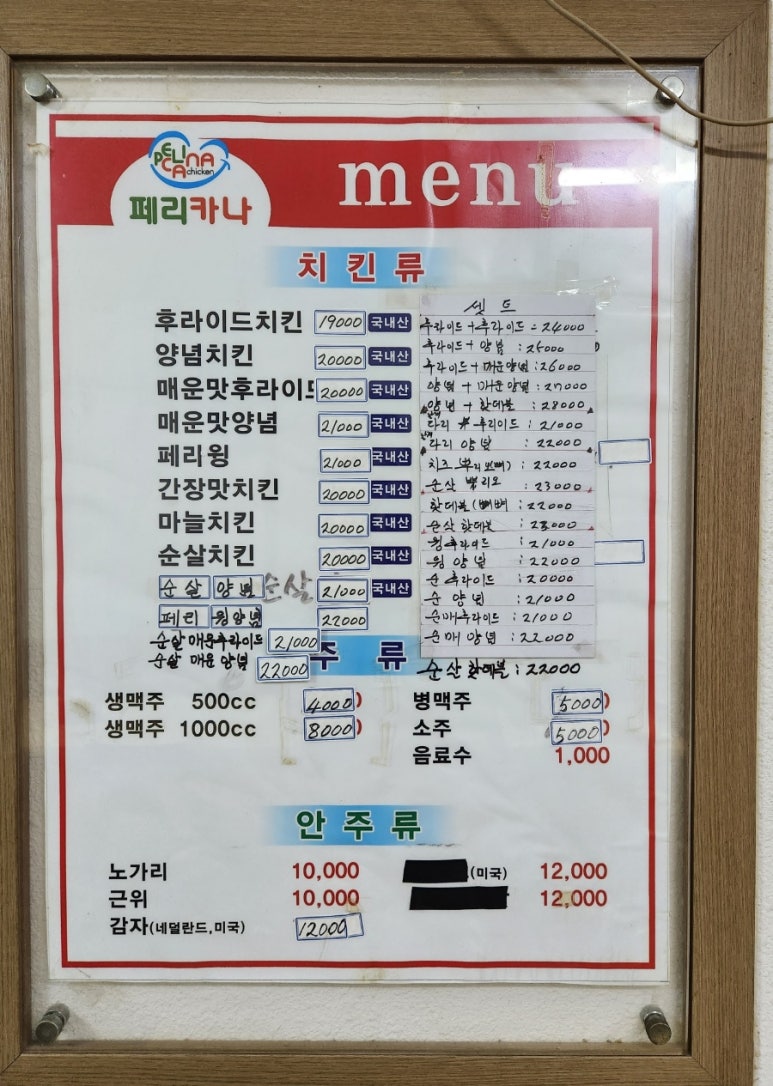 PELICANA chicken
페리카나
menu
치킨류
후라이드치킨 19000 국내산
양념치킨 20000 국내산
매운맛후라이드 20000 국내산
매운맛양념 21000 국내산
페리윙 21000 국내산
간장맛치킨 20000 국내산
마늘치킨 20000 국내산
순살치킨 20000 국내산
순살 양념 순살 21000 국내산
페리 윙양념 22000
순살 매운후라이드 21000
순살 매운 양념 22000
셋트
후라이드 + 후라이드 = 24000
후라이드 + 양념 : 25000
후라이드 + 매운양념 : 26000
양념 + 매운양념 : 27000
양념 + 핫데블 : 28000
다리 후라이드 : 21000
다리 양념 : 22000
치즈 뿌리오(뼈) : 22000
순살 뿌리오 : 23000
핫데블 (뼈) : 22000
순살 핫데블 : 23000
윙 후라이드 : 21000
윙 양념 : 22000
순 후라이드 : 20000
순 양념 : 21000
순매후라이드 : 21000
순매 양념 : 22000
순살 핫데블 : 22000
주류
생맥주 500cc 4000)
생맥주 1000cc 8000)
병맥주 5000)
소주 5000)
음료수 1,000
안주류
노가리 10,000
근위 10,000
감자(네덜란드,미국) 12000
(미국) 12,000
12,000